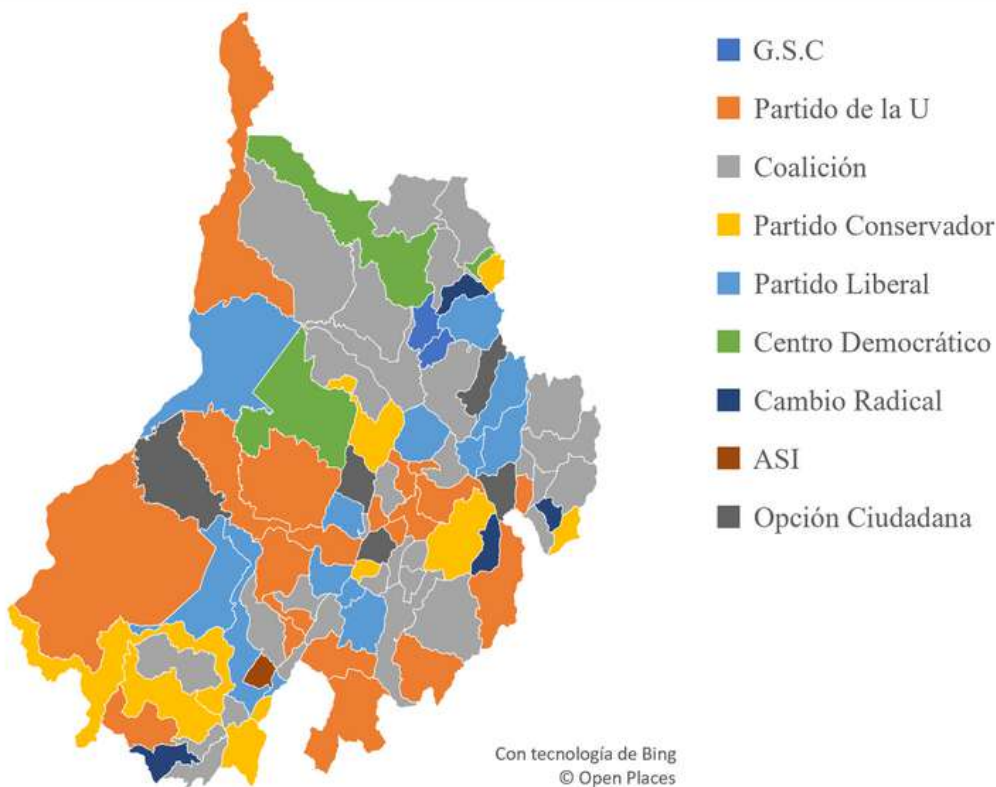 G.S.C
Partido de la U
Coalición
Partido Conservador
Partido Liberal
Centro Democrático
Cambio Radical
ASI
Opción Ciudadana
Con tecnología de Bing
© Open Places